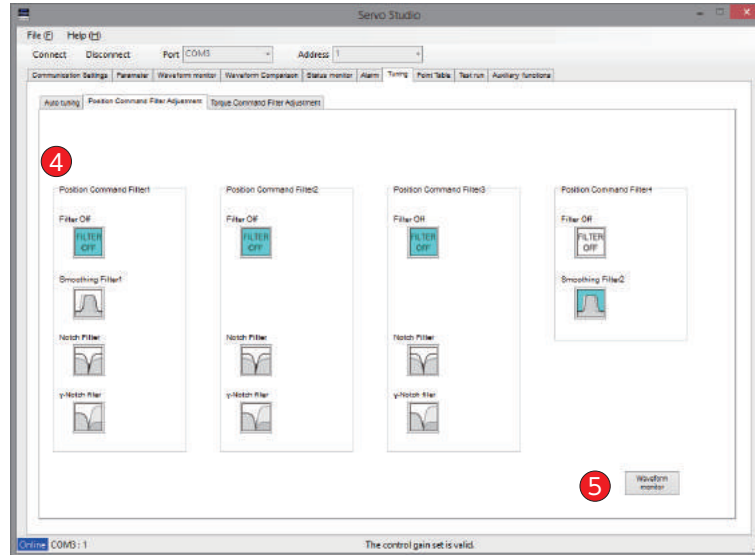 Servo Studio
File (F) Help (H)
Connect Disconnect Port COM3 Address 1
Communication Settings Parameter Waveform monitor Waveform Comparison Status monitor Alarm Tuning Point Table Test run Auxiliary functions
Auto tuning Position Command Filter Adjustment Torque Command Filter Adjustment
4
Position Command Filter1 Position Command Filter2 Position Command Filter3 Position Command Filter4
Filter Off Filter Off Filter Off Filter Off
FILTER OFF FILTER OFF FILTER OFF FILTER OFF
Smoothing Filter1 Smoothing Filter2
Notch Filter Notch Filter Notch Filter
γ-Notch filter γ-Notch filter γ-Notch filter
5
Waveform
monitor
Online COM3 : 1 The control gain set is valid.